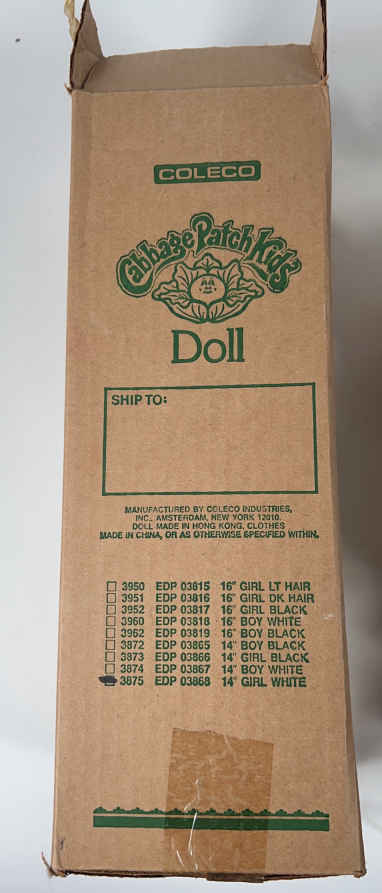 COLECO
Cabbage Patch Kids
Doll
SHIP TO:
MANUFACTURED BY COLECO INDUSTRIES,
INC., AMSTERDAM, NEW YORK 12010.
DOLL MADE IN HONG KONG. CLOTHES
MADE IN CHINA, OR AS OTHERWISE SPECIFIED WITHIN.
3950 EDP 03815 16" GIRL LT HAIR
3951 EDP 03816 16" GIRL DK HAIR
3952 EDP 03817 16" GIRL BLACK
3960 EDP 03818 16" BOY WHITE
3962 EDP 03819 16" BOY BLACK
3872 EDP 03865 14" BOY BLACK
3873 EDP 03866 14" GIRL BLACK
3874 EDP 03867 14" BOY WHITE
3875 EDP 03868 14" GIRL WHITE